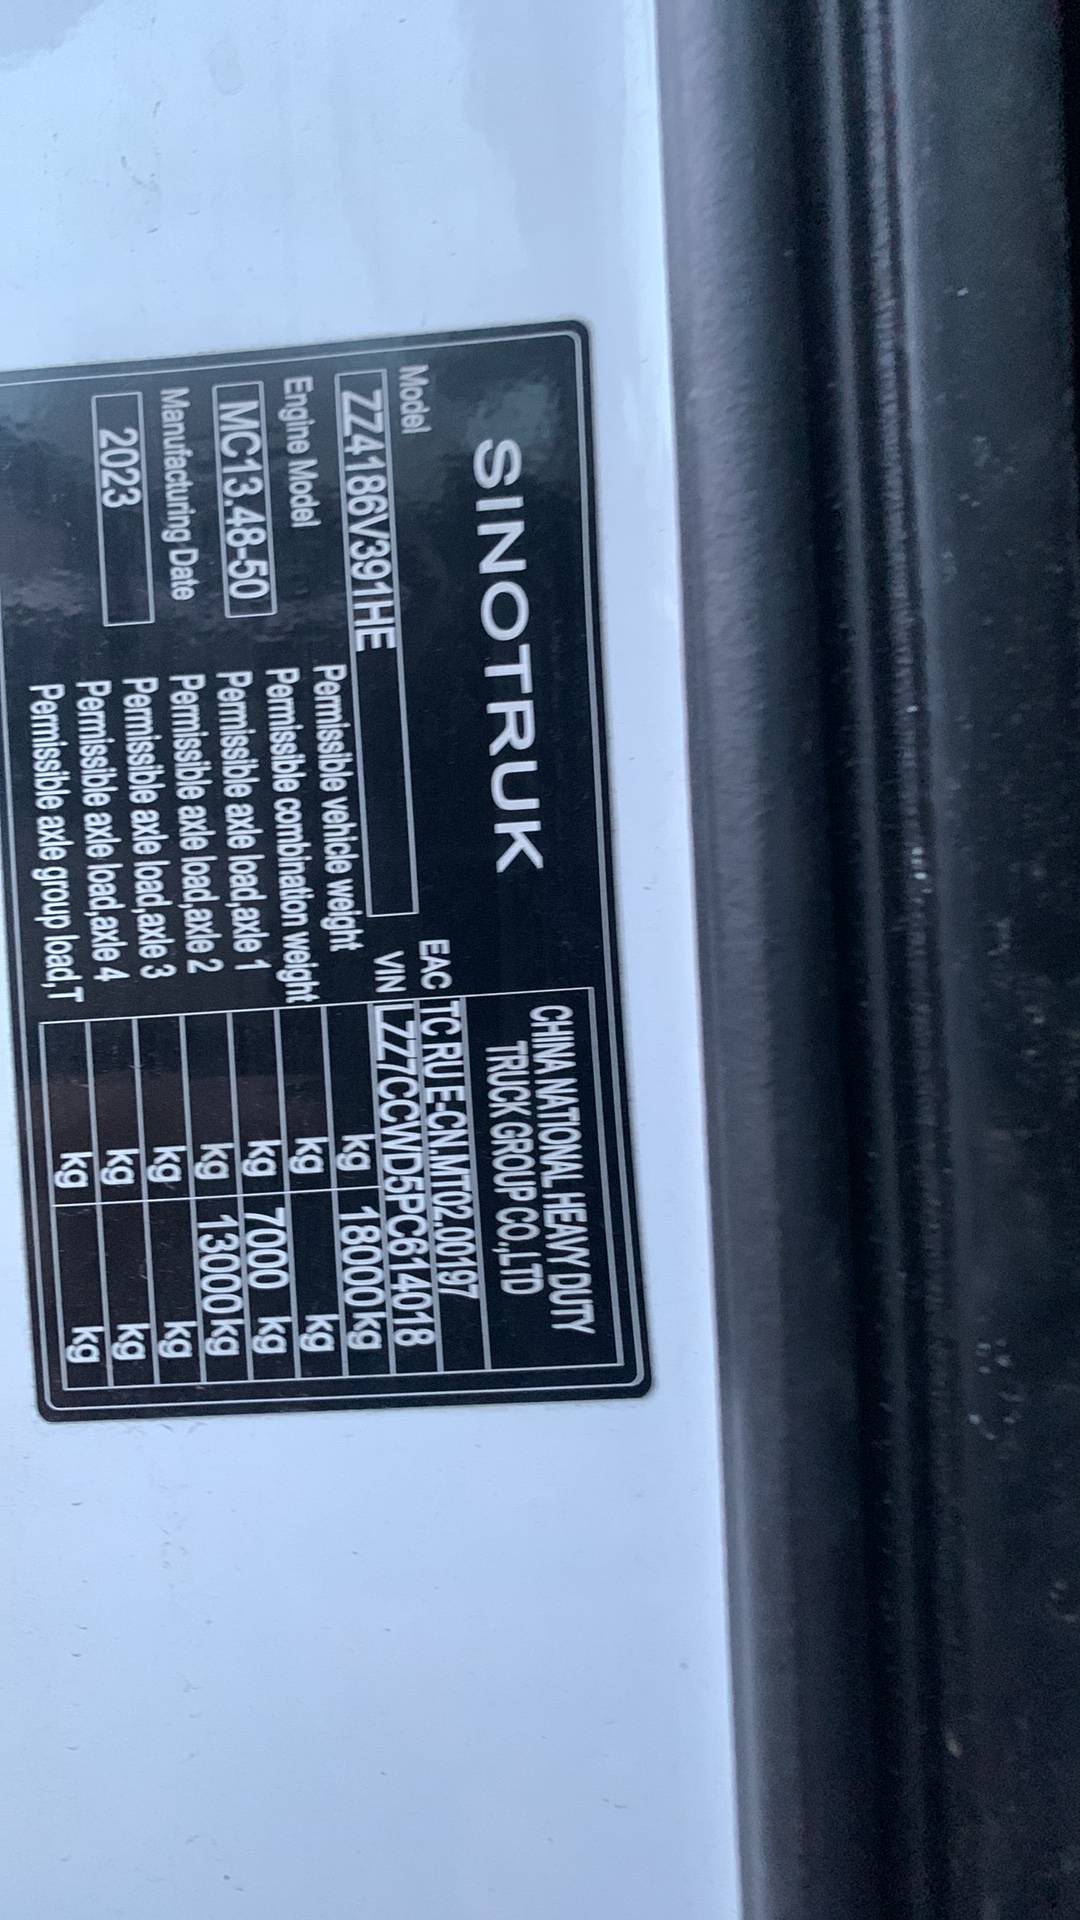 SINOTRUK
CHINA NATIONAL HEAVY DUTY
TRUCK GROUP CO.,LTD
Model
EAC TC RU E-CN.MT02.00197
ZZ4186V391HE
VIN LZZ7CCWD5PC614018
Engine Model
Permissible vehicle weight kg 18000 kg
Permissible combination weight kg kg
MC13.48-50
Permissible axle load,axle 1 kg 7000 kg
Manufacturing Date
Permissible axle load,axle 2 kg 13000 kg
2023
Permissible axle load,axle 3 kg kg
Permissible axle load,axle 4 kg kg
Permissible axle group load,T kg kg